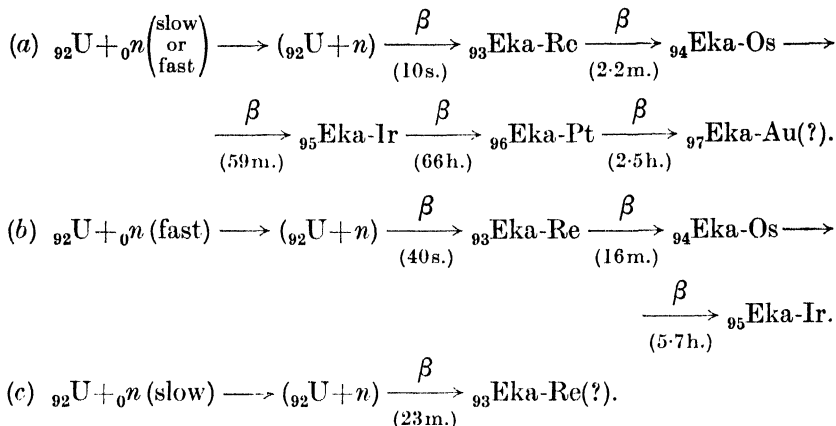 (a) ₉₂U+₀n (slow or fast) ⟶ (₉₂U+n) —β (10s.)→ ₉₃Eka-Re —β (2·2m.)→ ₉₄Eka-Os ⟶
—β (59m.)→ ₉₅Eka-Ir —β (66h.)→ ₉₆Eka-Pt —β (2·5h.)→ ₉₇Eka-Au(?).
(b) ₉₂U+₀n (fast) ⟶ (₉₂U+n) —β (40s.)→ ₉₃Eka-Re —β (16m.)→ ₉₄Eka-Os ⟶
—β (5·7h.)→ ₉₅Eka-Ir.
(c) ₉₂U+₀n (slow) ⟶ (₉₂U+n) —β (23m.)→ ₉₃Eka-Re(?).